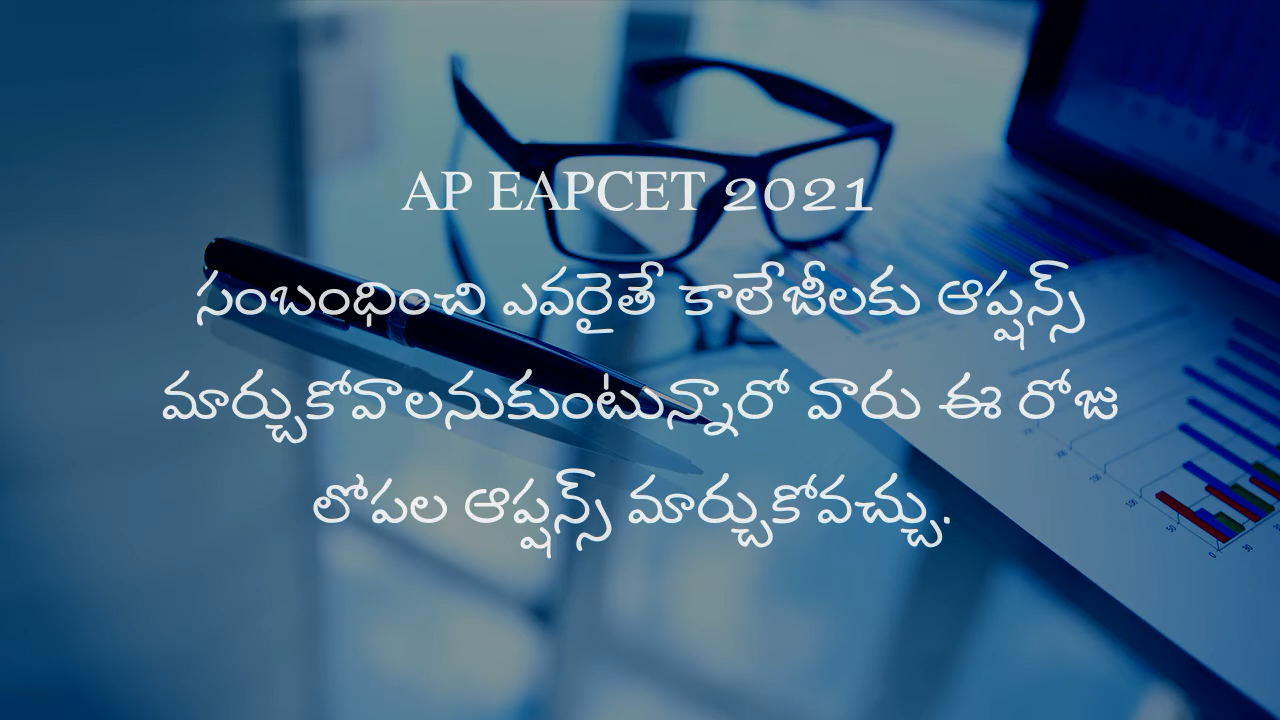 AP EAPCET 2021
సంబంధించి ఎవరైతే కాలేజీలకు ఆప్షన్స్
మార్చుకోవాలనుకుంటున్నారో వారు ఈ రోజు
లోపల ఆప్షన్స్ మార్చుకోవచ్చు.